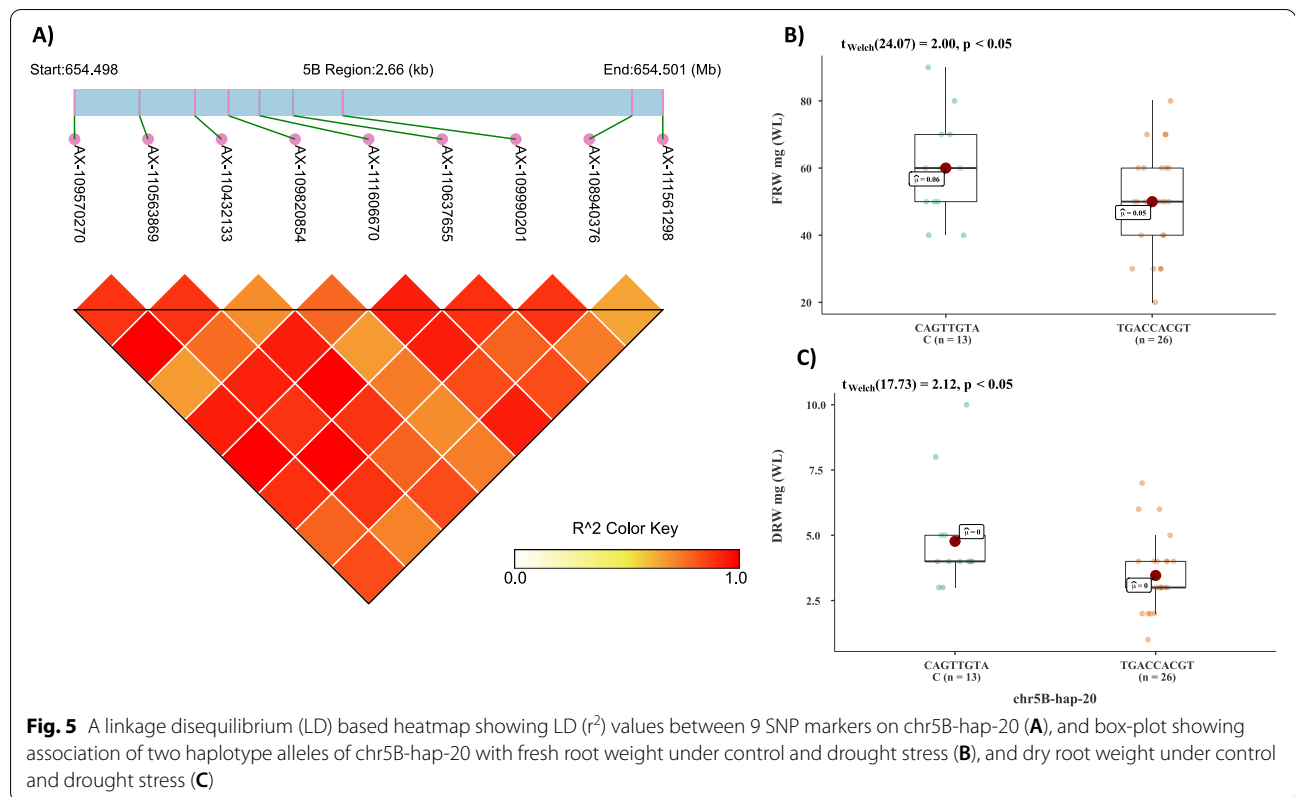 A)
Start:654.498 5B Region:2.66 (kb) End:654.501 (Mb)
AX-109570270
AX-110563869
AX-110432133
AX-109820854
AX-111606670
AX-110637655
AX-109990201
AX-108940376
AX-111561298
R^2 Color Key
0.0 1.0
B)
t Welch(24.07) = 2.00, p < 0.05
FRW mg (WL)
80
60
40
20
μ̂ = 0.06
μ̂ = 0.05
CAGTTGTA TGACCACGT
C (n = 13) (n = 26)
C)
t Welch(17.73) = 2.12, p < 0.05
DRW mg (WL)
10.0
7.5
5.0
2.5
μ̂ = 0
μ̂ = 0
CAGTTGTA TGACCACGT
C (n = 13) (n = 26)
chr5B-hap-20
Fig. 5 A linkage disequilibrium (LD) based heatmap showing LD (r²) values between 9 SNP markers on chr5B-hap-20 (A), and box-plot showing
association of two haplotype alleles of chr5B-hap-20 with fresh root weight under control and drought stress (B), and dry root weight under control
and drought stress (C)